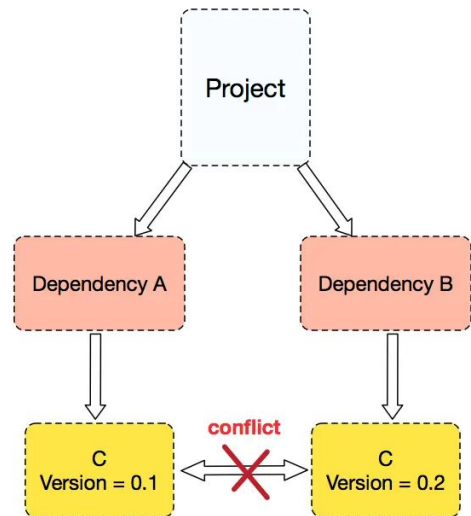 Project
Dependency A
Dependency B
conflict
C
Version = 0.1
C
Version = 0.2